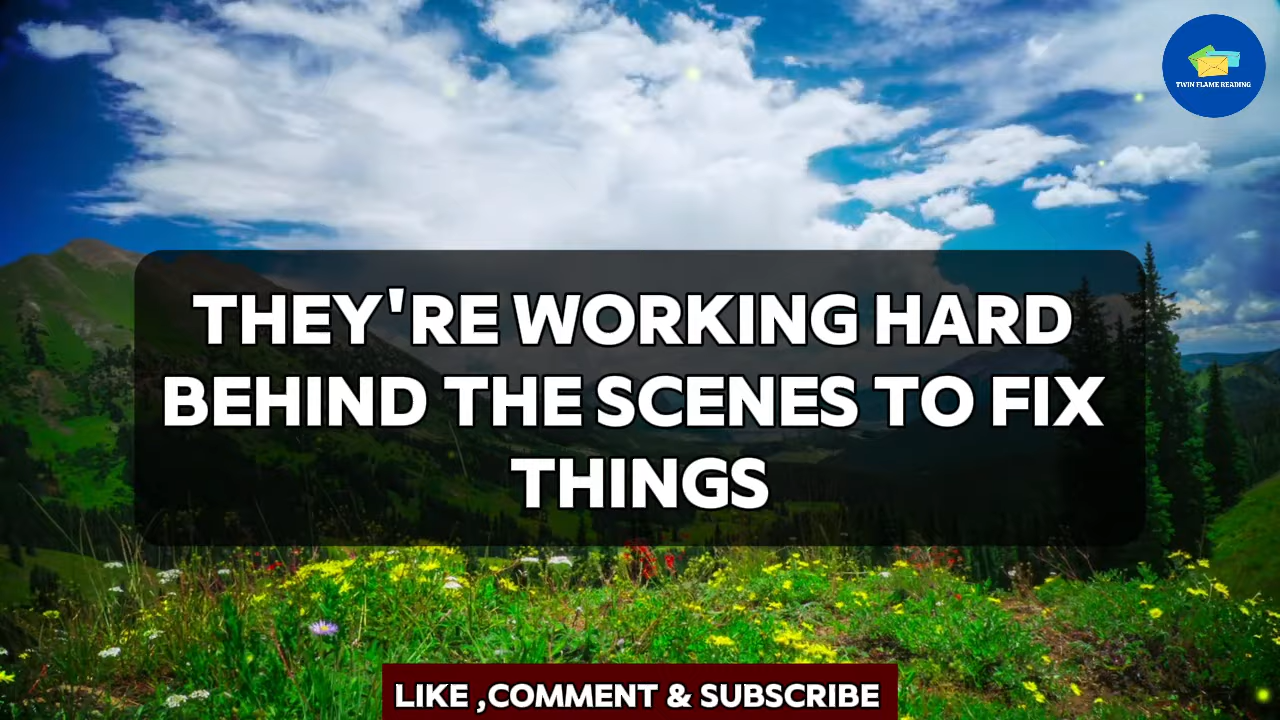 TWIN FLAME READING
THEY'RE WORKING HARD
BEHIND THE SCENES TO FIX
THINGS
LIKE ,COMMENT & SUBSCRIBE